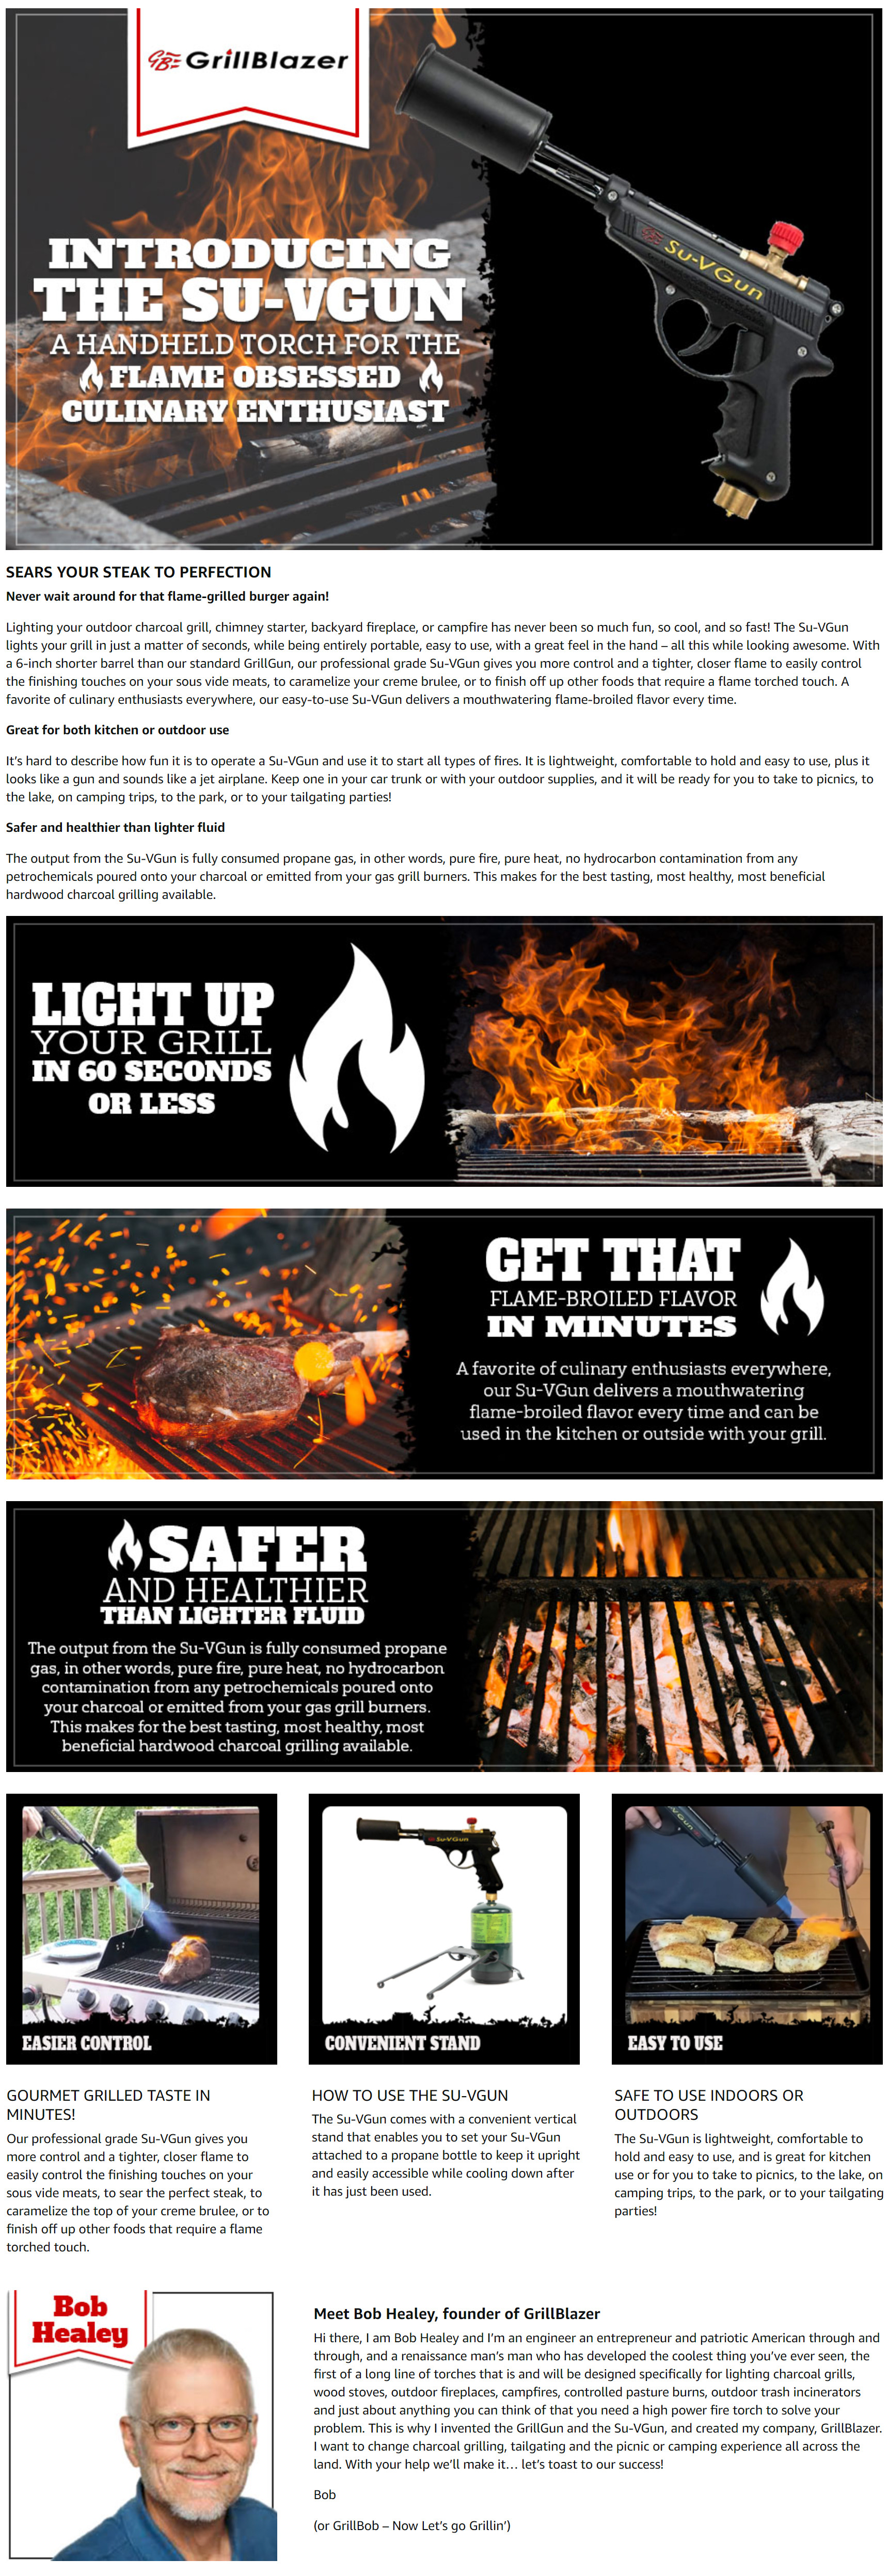 GBE GrillBlazer
Su-VGun
INTRODUCING
THE SU-VGUN
A HANDHELD TORCH FOR THE
FLAME OBSESSED
CULINARY ENTHUSIAST
SEARS YOUR STEAK TO PERFECTION
Never wait around for that flame-grilled burger again!
Lighting your outdoor charcoal grill, chimney starter, backyard fireplace, or campfire has never been so much fun, so cool, and so fast! The Su-VGun
lights your grill in just a matter of seconds, while being entirely portable, easy to use, with a great feel in the hand – all this while looking awesome. With
a 6-inch shorter barrel than our standard GrillGun, our professional grade Su-VGun gives you more control and a tighter, closer flame to easily control
the finishing touches on your sous vide meats, to caramelize your creme brulee, or to finish off up other foods that require a flame torched touch. A
favorite of culinary enthusiasts everywhere, our easy-to-use Su-VGun delivers a mouthwatering flame-broiled flavor every time.
Great for both kitchen or outdoor use
It's hard to describe how fun it is to operate a Su-VGun and use it to start all types of fires. It is lightweight, comfortable to hold and easy to use, plus it
looks like a gun and sounds like a jet airplane. Keep one in your car trunk or with your outdoor supplies, and it will be ready for you to take to picnics, to
the lake, on camping trips, to the park, or to your tailgating parties!
Safer and healthier than lighter fluid
The output from the Su-VGun is fully consumed propane gas, in other words, pure fire, pure heat, no hydrocarbon contamination from any
petrochemicals poured onto your charcoal or emitted from your gas grill burners. This makes for the best tasting, most healthy, most beneficial
hardwood charcoal grilling available.
LIGHT UP
YOUR GRILL
IN 60 SECONDS
OR LESS
GET THAT
FLAME-BROILED FLAVOR
IN MINUTES
A favorite of culinary enthusiasts everywhere,
our Su-VGun delivers a mouthwatering
flame-broiled flavor every time and can be
used in the kitchen or outside with your grill.
SAFER
AND HEALTHIER
THAN LIGHTER FLUID
The output from the Su-VGun is fully consumed propane
gas, in other words, pure fire, pure heat, no hydrocarbon
contamination from any petrochemicals poured onto
your charcoal or emitted from your gas grill burners.
This makes for the best tasting, most healthy, most
beneficial hardwood charcoal grilling available.
EASIER CONTROL
GOURMET GRILLED TASTE IN
MINUTES!
Our professional grade Su-VGun gives you
more control and a tighter, closer flame to
easily control the finishing touches on your
sous vide meats, to sear the perfect steak, to
caramelize the top of your creme brulee, or to
finish off up other foods that require a flame
torched touch.
Su-VGun
CONVENIENT STAND
HOW TO USE THE SU-VGUN
The Su-VGun comes with a convenient vertical
stand that enables you to set your Su-VGun
attached to a propane bottle to keep it upright
and easily accessible while cooling down after
it has just been used.
EASY TO USE
SAFE TO USE INDOORS OR
OUTDOORS
The Su-VGun is lightweight, comfortable to
hold and easy to use, and is great for kitchen
use or for you to take to picnics, to the lake, on
camping trips, to the park, or to your tailgating
parties!
Bob
Healey
Meet Bob Healey, founder of GrillBlazer
Hi there, I am Bob Healey and I'm an engineer an entrepreneur and patriotic American through and
through, and a renaissance man's man who has developed the coolest thing you've ever seen, the
first of a long line of torches that is and will be designed specifically for lighting charcoal grills,
wood stoves, outdoor fireplaces, campfires, controlled pasture burns, outdoor trash incinerators
and just about anything you can think of that you need a high power fire torch to solve your
problem. This is why I invented the GrillGun and the Su-VGun, and created my company, GrillBlazer.
I want to change charcoal grilling, tailgating and the picnic or camping experience all across the
land. With your help we'll make it... let's toast to our success!
Bob
(or GrillBob – Now Let's go Grillin')